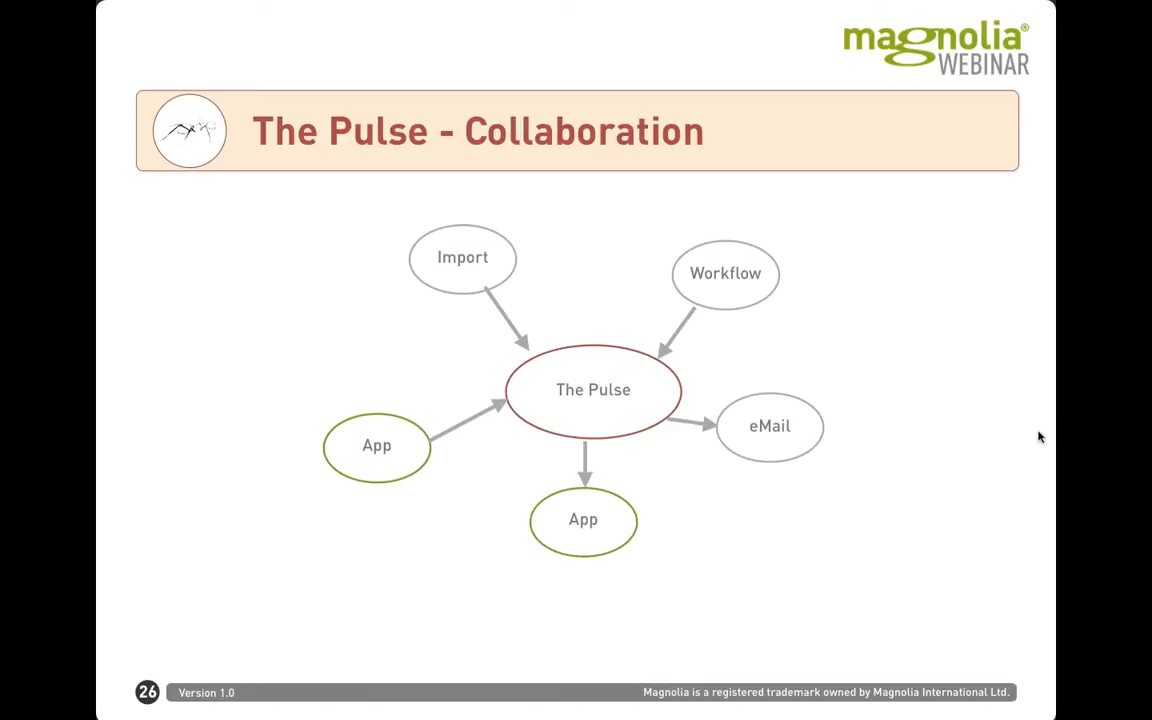 magnolia®
WEBINAR
The Pulse - Collaboration
Import
Workflow
The Pulse
eMail
App
App
26
Version 1.0
Magnolia is a registered trademark owned by Magnolia International Ltd.